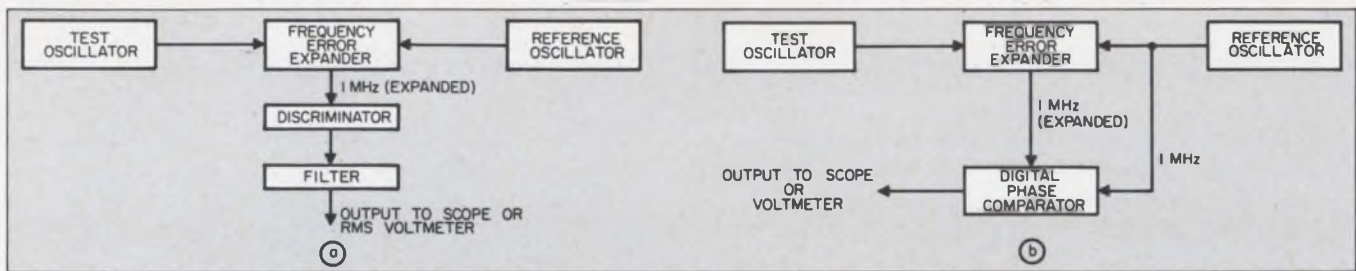 TEST
OSCILLATOR
FREQUENCY
ERROR
EXPANDER
REFERENCE
OSCILLATOR
1 MHz (EXPANDED)
DISCRIMINATOR
FILTER
OUTPUT TO SCOPE OR
RMS VOLTMETER
a
TEST
OSCILLATOR
FREQUENCY
ERROR
EXPANDER
REFERENCE
OSCILLATOR
1 MHz
(EXPANDED)
1 MHz
OUTPUT TO SCOPE
OR
VOLTMETER
DIGITAL
PHASE
COMPARATOR
b